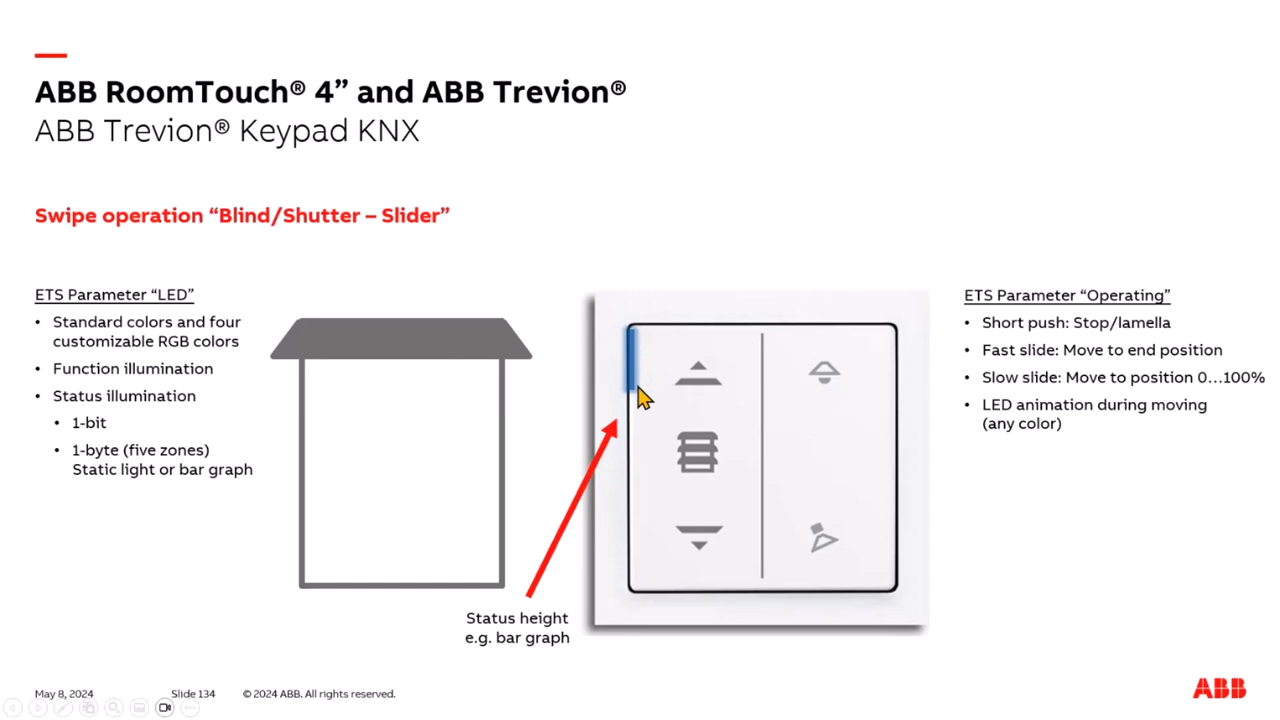 ABB RoomTouch® 4” and ABB Trevion®
ABB Trevion® Keypad KNX
Swipe operation “Blind/Shutter – Slider”
ETS Parameter “LED”
• Standard colors and four
customizable RGB colors
• Function illumination
• Status illumination
• 1-bit
• 1-byte (five zones)
Static light or bar graph
Status height
e.g. bar graph
ETS Parameter “Operating”
• Short push: Stop/lamella
• Fast slide: Move to end position
• Slow slide: Move to position 0…100%
• LED animation during moving
(any color)
May 8, 2024
Slide 134
© 2024 ABB. All rights reserved.
ABB